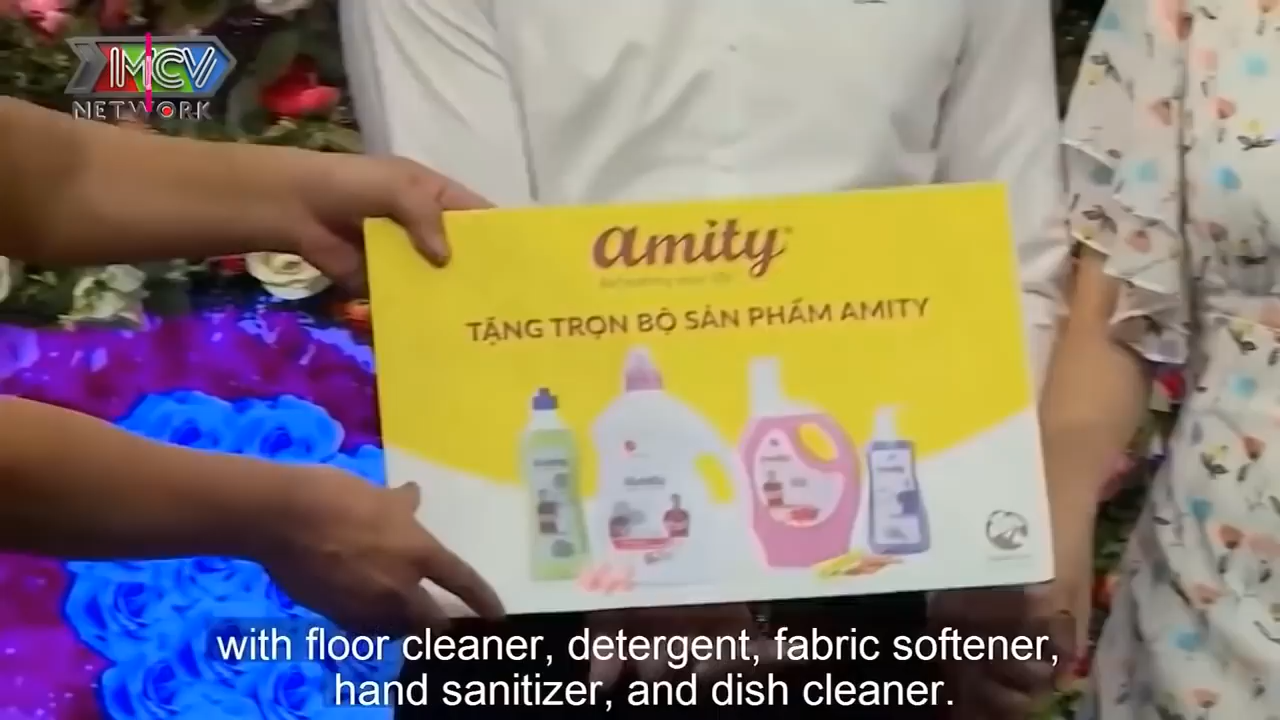 MCV
NETWORK
amity
TẶNG TRỌN BỘ SẢN PHẨM AMITY
with floor cleaner, detergent, fabric softener,
hand sanitizer, and dish cleaner.